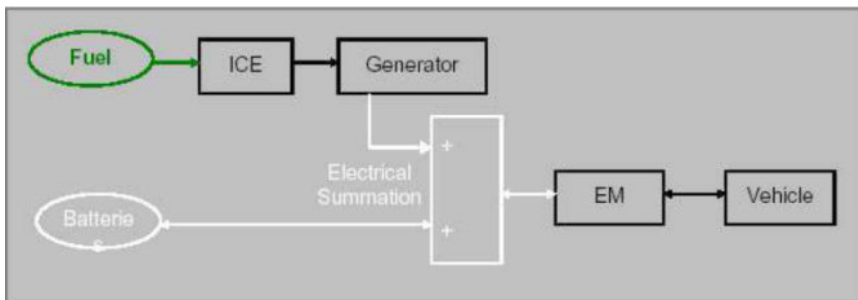 Fuel
ICE
Generator
+
Electrical
Summation
EM
Vehicle
Batterie
s
+